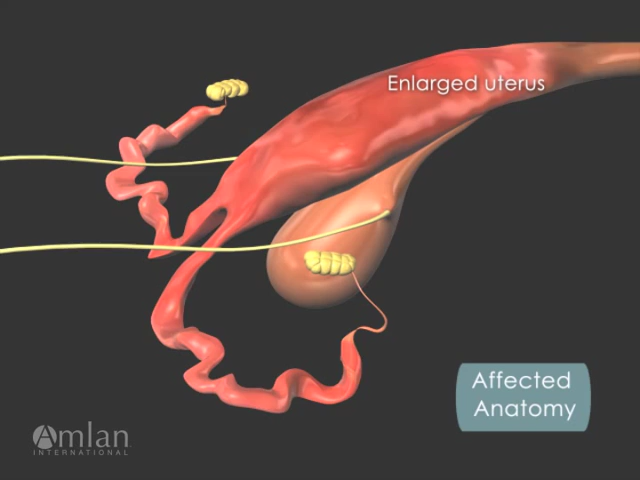 Enlarged uterus
Affected
Anatomy
Amlan
INTERNATIONAL